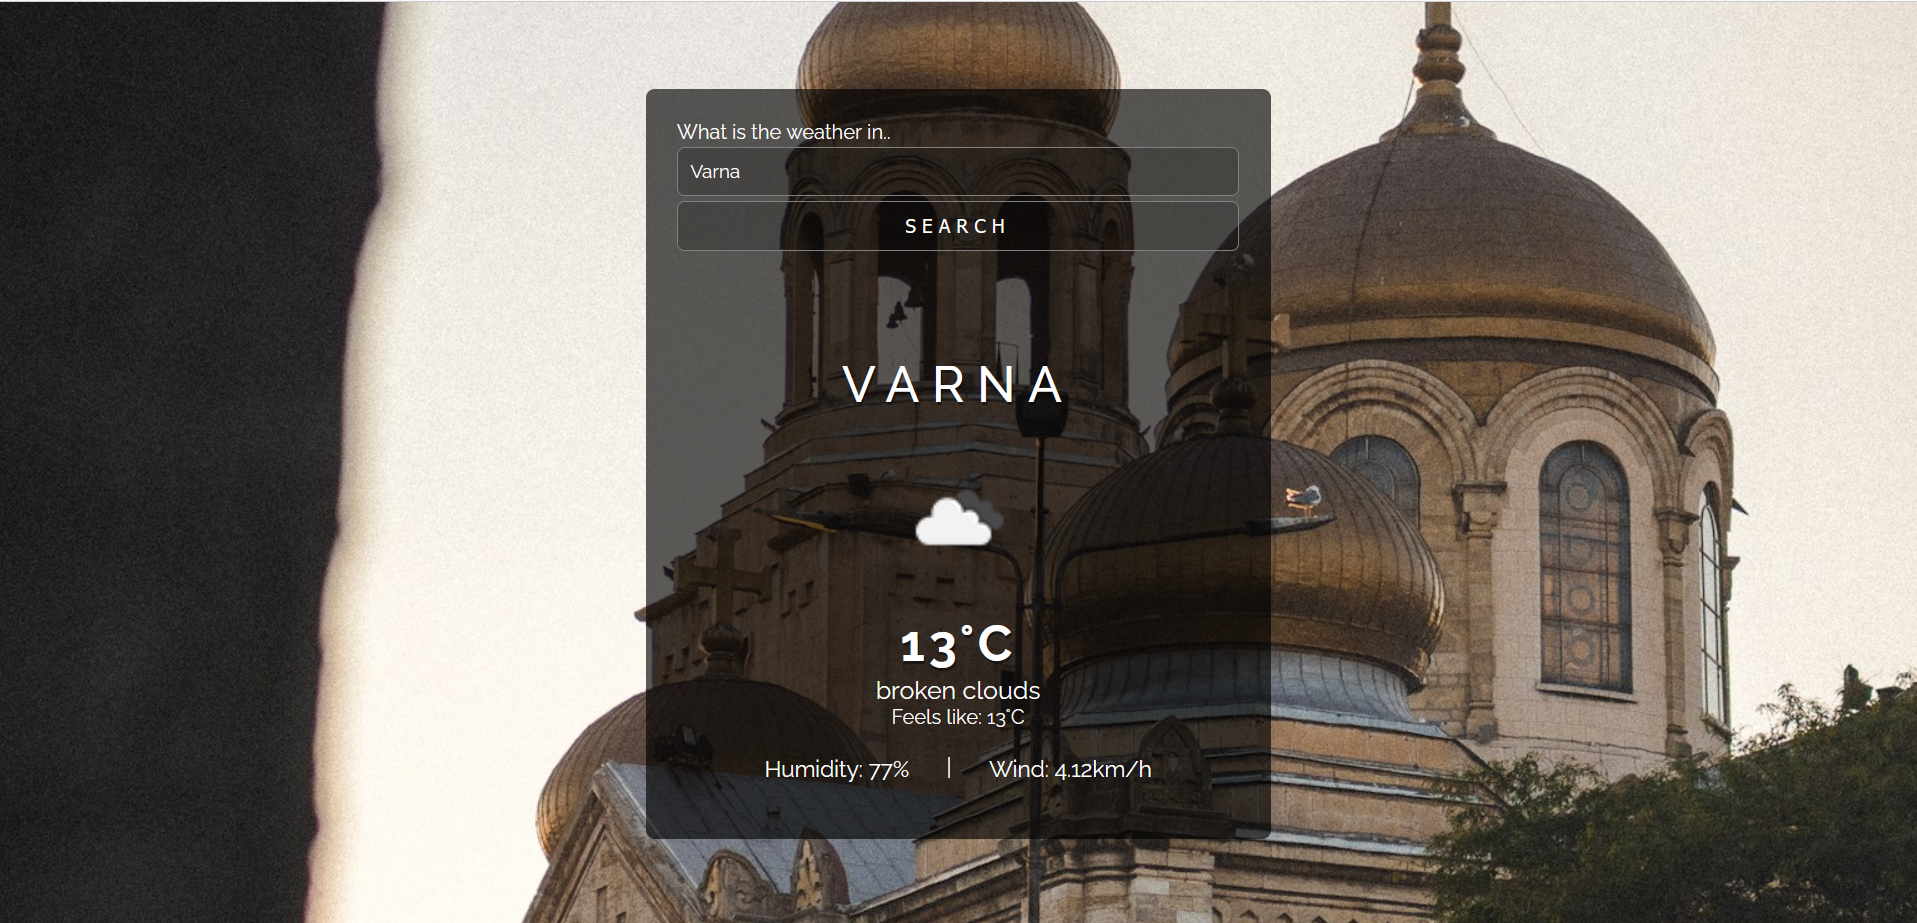 What is the weather in..
Varna
SEARCH
VARNA
13°C
broken clouds
Feels like: 13°C
Humidity: 77% | Wind: 4.12km/h